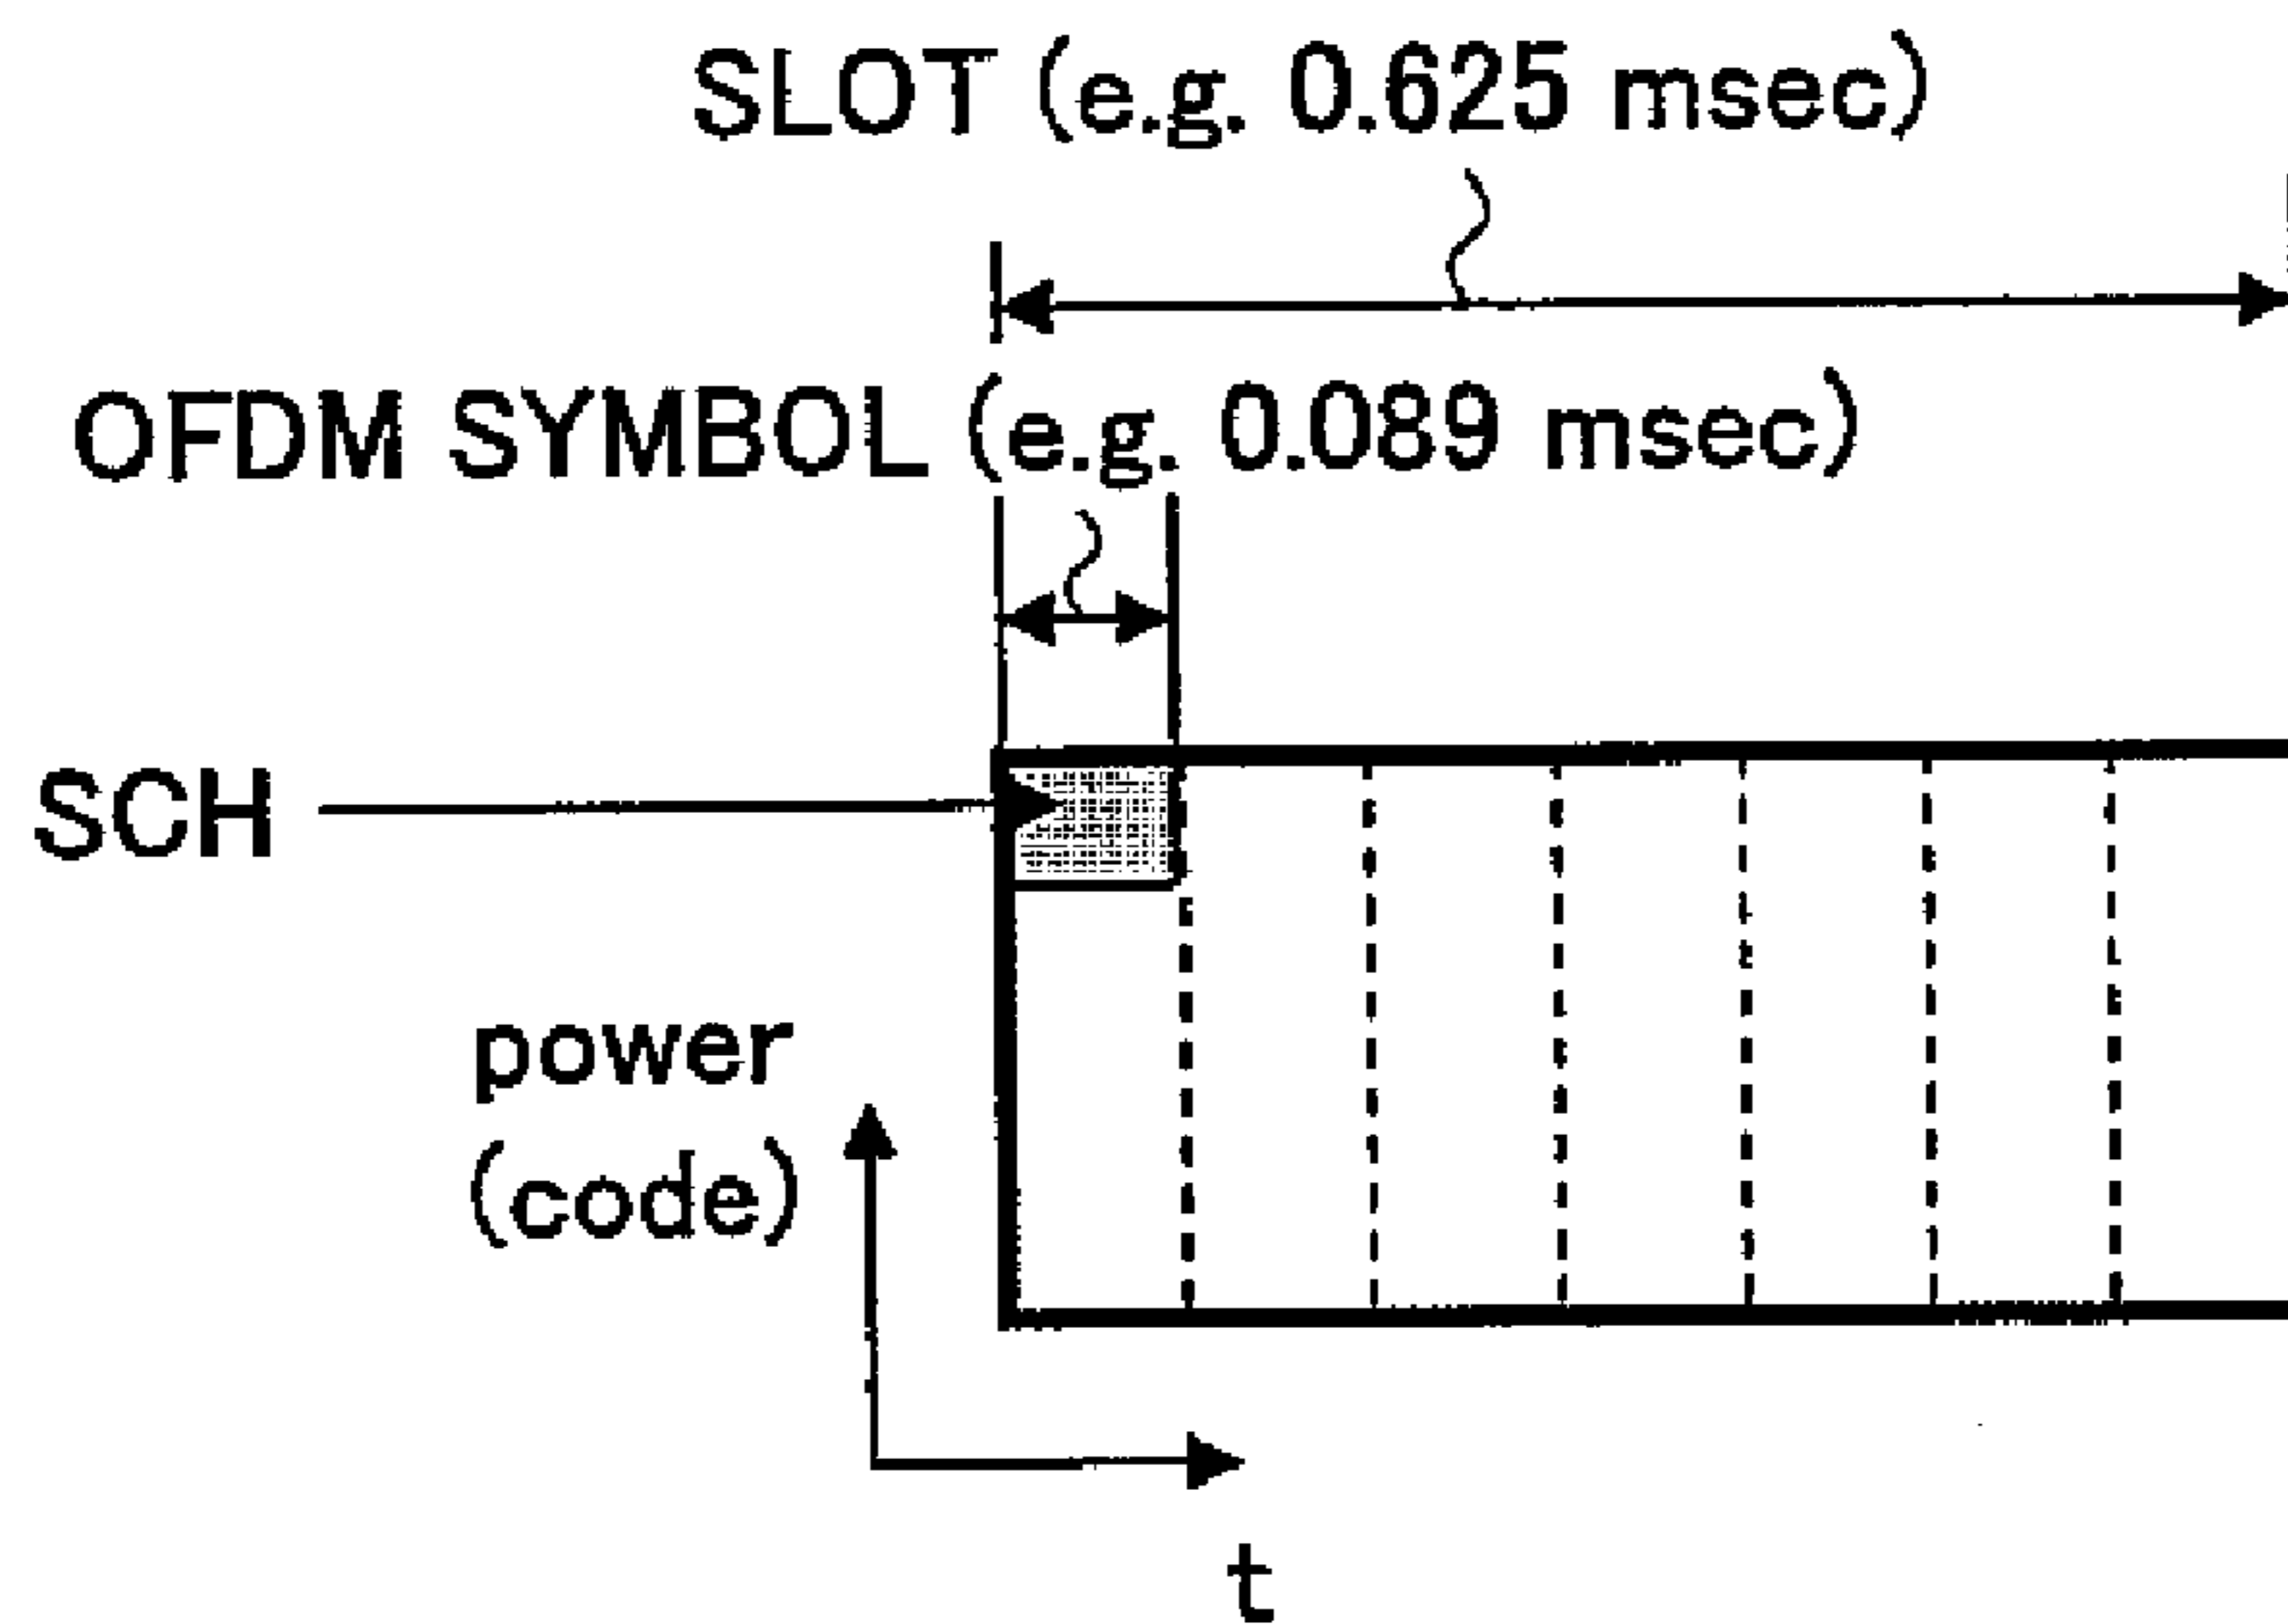 SLOT (e.g. 0.625 msec)
OFDM SYMBOL (e.g. 0.089 msec)
SCH
power
(code)
t